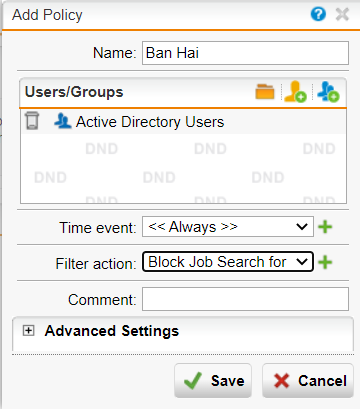 Add Policy
Name: Ban Hai
Users/Groups
Active Directory Users
DND DND DND
DND DND DND
DND DND DND
Time event: << Always >>
Filter action: Block Job Search for
Comment:
Advanced Settings
Save Cancel